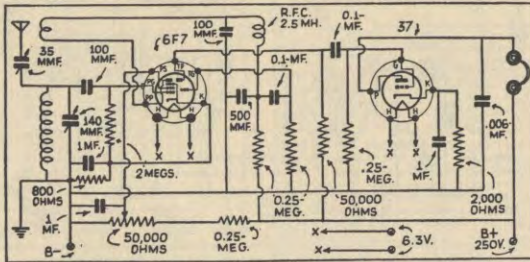 100 MMF.
R.F.C. 2.5 MH.
0.1-MF.
37
6F7
35 MMF.
100 MMF.
0.1-MF.
P
G
K
H
H
K
H
H
140 MMF.
500 MMF.
.006-MF.
1 MF.
X
X
X
X
.25-MEG.
1 MF.
2 MEGS.
800 OHMS
0.25-MEG.
50,000 OHMS
2,000 OHMS
1 MF.
50,000 OHMS
0.25-MEG.
X
X
6.3V.
B-
B+ 250V.